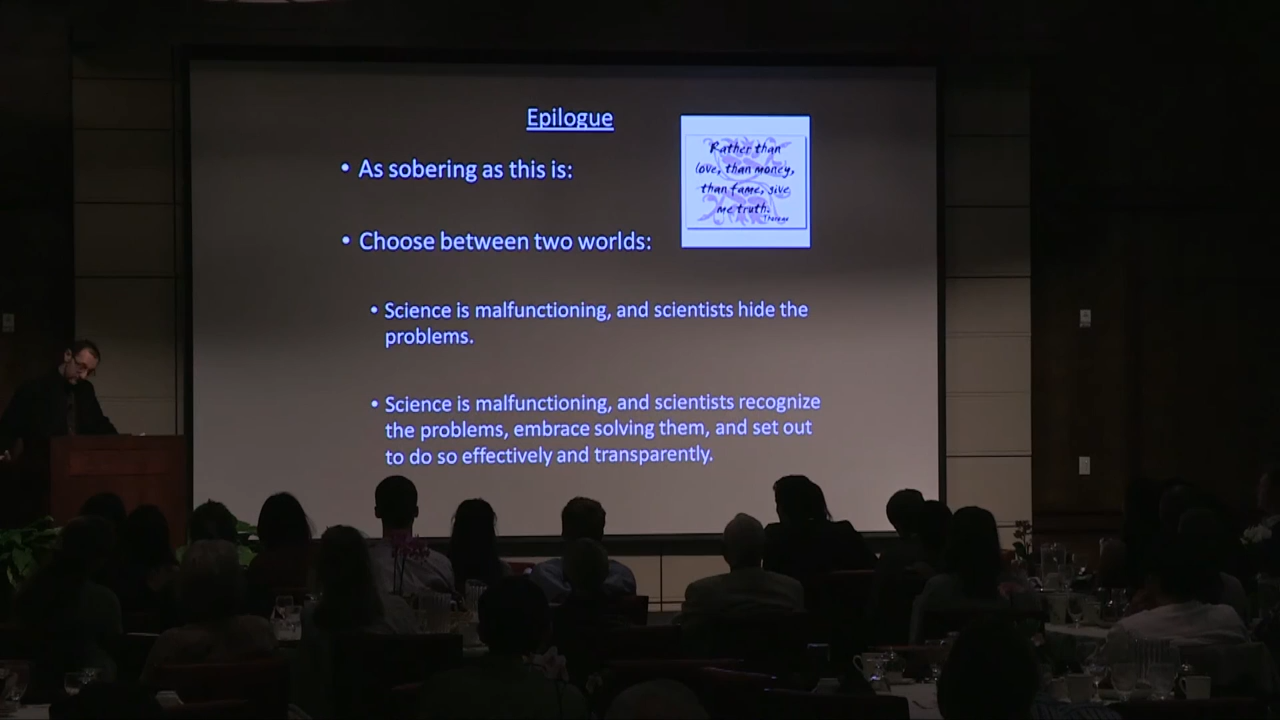 Epilogue
• As sobering as this is:
Rather than
love, than money,
than fame, give
me truth.
Thoreau
• Choose between two worlds:
• Science is malfunctioning, and scientists hide the
problems.
• Science is malfunctioning, and scientists recognize
the problems, embrace solving them, and set out
to do so effectively and transparently.